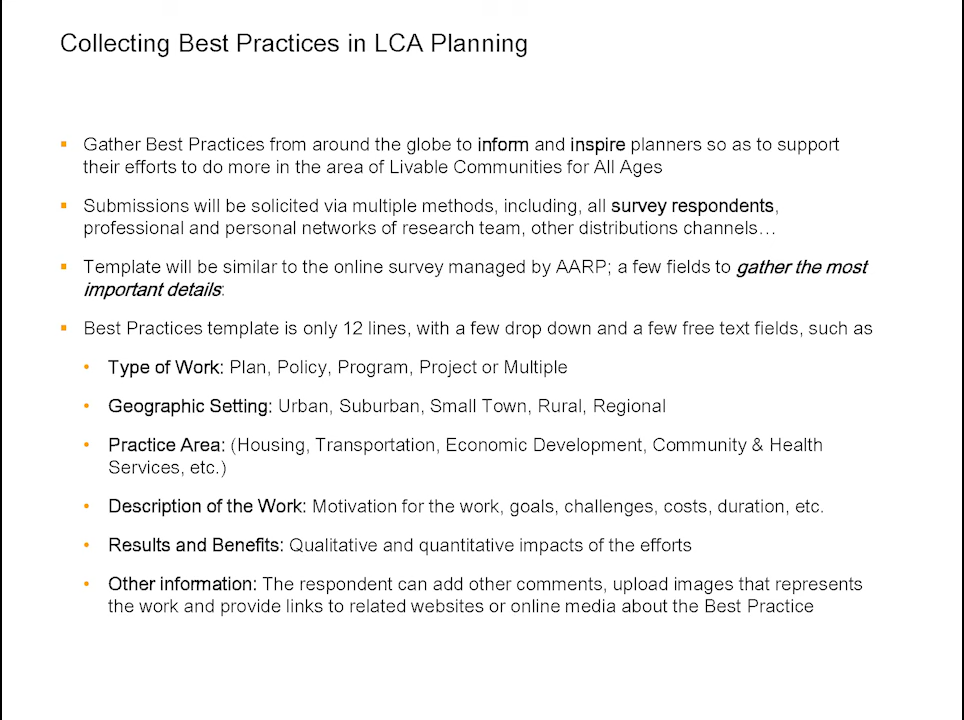 Collecting Best Practices in LCA Planning
▪ Gather Best Practices from around the globe to inform and inspire planners so as to support
their efforts to do more in the area of Livable Communities for All Ages
▪ Submissions will be solicited via multiple methods, including, all survey respondents,
professional and personal networks of research team, other distributions channels…
▪ Template will be similar to the online survey managed by AARP; a few fields to gather the most
important details:
▪ Best Practices template is only 12 lines, with a few drop down and a few free text fields, such as
• Type of Work: Plan, Policy, Program, Project or Multiple
• Geographic Setting: Urban, Suburban, Small Town, Rural, Regional
• Practice Area: (Housing, Transportation, Economic Development, Community & Health
Services, etc.)
• Description of the Work: Motivation for the work, goals, challenges, costs, duration, etc.
• Results and Benefits: Qualitative and quantitative impacts of the efforts
• Other information: The respondent can add other comments, upload images that represents
the work and provide links to related websites or online media about the Best Practice